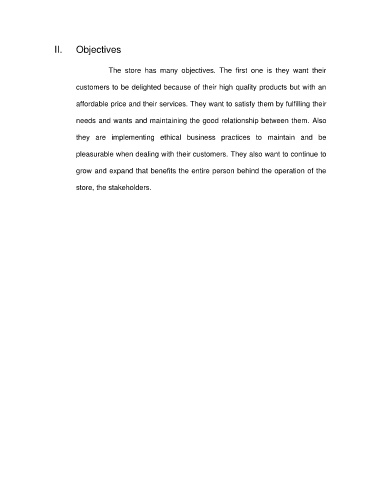 II. Objectives
The store has many objectives. The first one is they want their
customers to be delighted because of their high quality products but with an
affordable price and their services. They want to satisfy them by fulfilling their
needs and wants and maintaining the good relationship between them. Also
they are implementing ethical business practices to maintain and be
pleasurable when dealing with their customers. They also want to continue to
grow and expand that benefits the entire person behind the operation of the
store, the stakeholders.